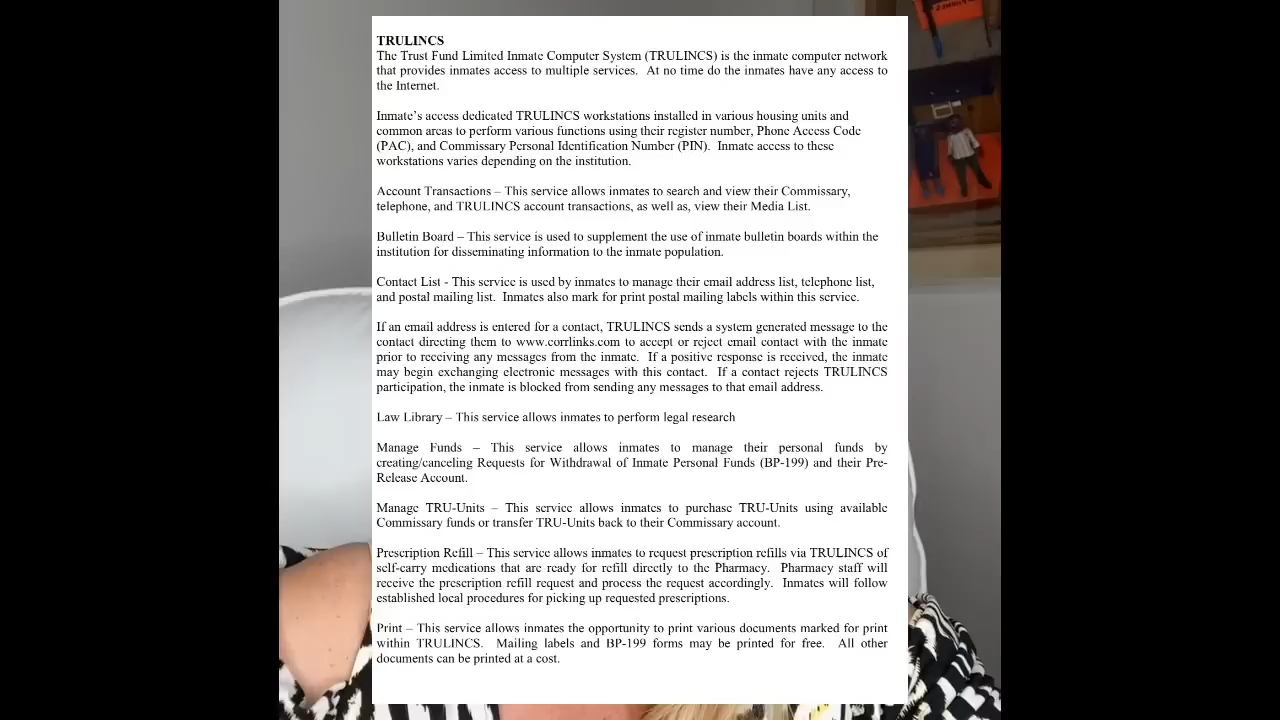 TRULINCS
The Trust Fund Limited Inmate Computer System (TRULINCS) is the inmate computer network
that provides inmates access to multiple services. At no time do the inmates have any access to
the Internet.
Inmate's access dedicated TRULINCS workstations installed in various housing units and
common areas to perform various functions using their register number, Phone Access Code
(PAC), and Commissary Personal Identification Number (PIN). Inmate access to these
workstations varies depending on the institution.
Account Transactions – This service allows inmates to search and view their Commissary,
telephone, and TRULINCS account transactions, as well as, view their Media List.
Bulletin Board – This service is used to supplement the use of inmate bulletin boards within the
institution for disseminating information to the inmate population.
Contact List - This service is used by inmates to manage their email address list, telephone list,
and postal mailing list. Inmates also mark for print postal mailing labels within this service.
If an email address is entered for a contact, TRULINCS sends a system generated message to the
contact directing them to www.corrlinks.com to accept or reject email contact with the inmate
prior to receiving any messages from the inmate. If a positive response is received, the inmate
may begin exchanging electronic messages with this contact. If a contact rejects TRULINCS
participation, the inmate is blocked from sending any messages to that email address.
Law Library – This service allows inmates to perform legal research
Manage Funds – This service allows inmates to manage their personal funds by
creating/canceling Requests for Withdrawal of Inmate Personal Funds (BP-199) and their Pre-
Release Account.
Manage TRU-Units – This service allows inmates to purchase TRU-Units using available
Commissary funds or transfer TRU-Units back to their Commissary account.
Prescription Refill – This service allows inmates to request prescription refills via TRULINCS of
self-carry medications that are ready for refill directly to the Pharmacy. Pharmacy staff will
receive the prescription refill request and process the request accordingly. Inmates will follow
established local procedures for picking up requested prescriptions.
Print – This service allows inmates the opportunity to print various documents marked for print
within TRULINCS. Mailing labels and BP-199 forms may be printed for free. All other
documents can be printed at a cost.